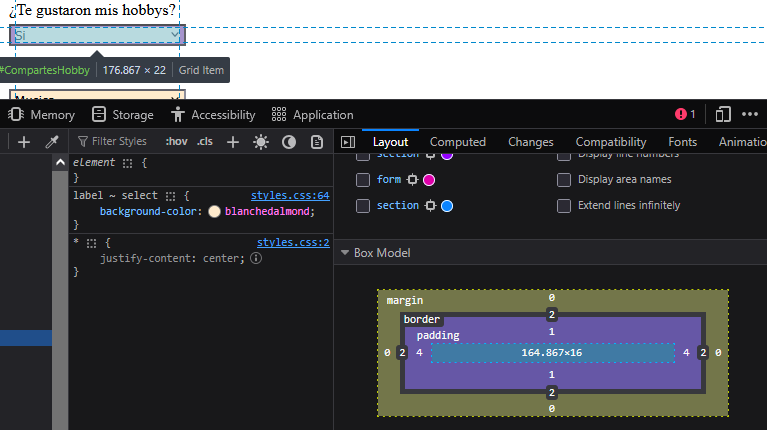 ¿Te gustaron mis hobbys?
Si
#CompartesHobby 176.867 × 22 Grid Item
Memory Storage Accessibility Application 1
Filter Styles :hov .cls Layout Computed Changes Compatibility Fonts Animatio
element { section Display line numbers
}
form Display area names
label ~ select { styles.css:64
background-color: blanchedalmond; section Extend lines infinitely
}
* { styles.css:2
justify-content: center;
}
Box Model
margin 0
border 2
padding 1
0 2 4 164.867×16 4 2 0
1
2
0